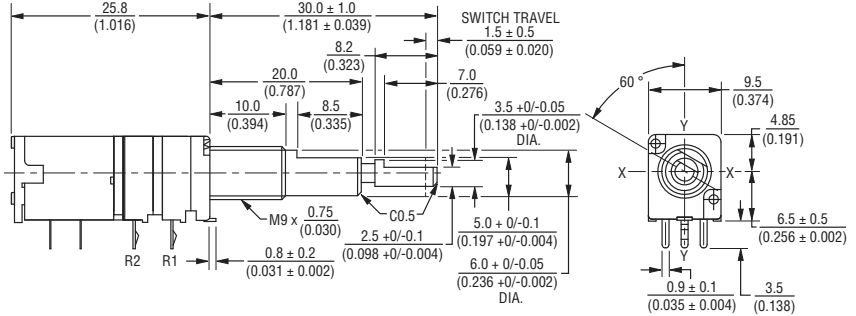 25.8
(1.016)
30.0 ± 1.0
(1.181 ± 0.039)
SWITCH TRAVEL
1.5 ± 0.5
(0.059 ± 0.020)
8.2
(0.323)
20.0
(0.787)
7.0
(0.276)
10.0
(0.394)
8.5
(0.335)
3.5 +0/-0.05
(0.138 +0/-0.002)
DIA.
60 °
9.5
(0.374)
Y
4.85
(0.191)
X
X
M9 x 0.75
(0.030)
C0.5
5.0 + 0/-0.1
(0.197 +0/-0.004)
6.5 ± 0.5
(0.256 ± 0.002)
R2
R1
0.8 ± 0.2
(0.031 ± 0.002)
2.5 +0/-0.1
(0.098 +0/-0.004)
6.0 + 0/-0.05
(0.236 +0/-0.002)
DIA.
Y
0.9 ± 0.1
(0.035 ± 0.004)
3.5
(0.138)